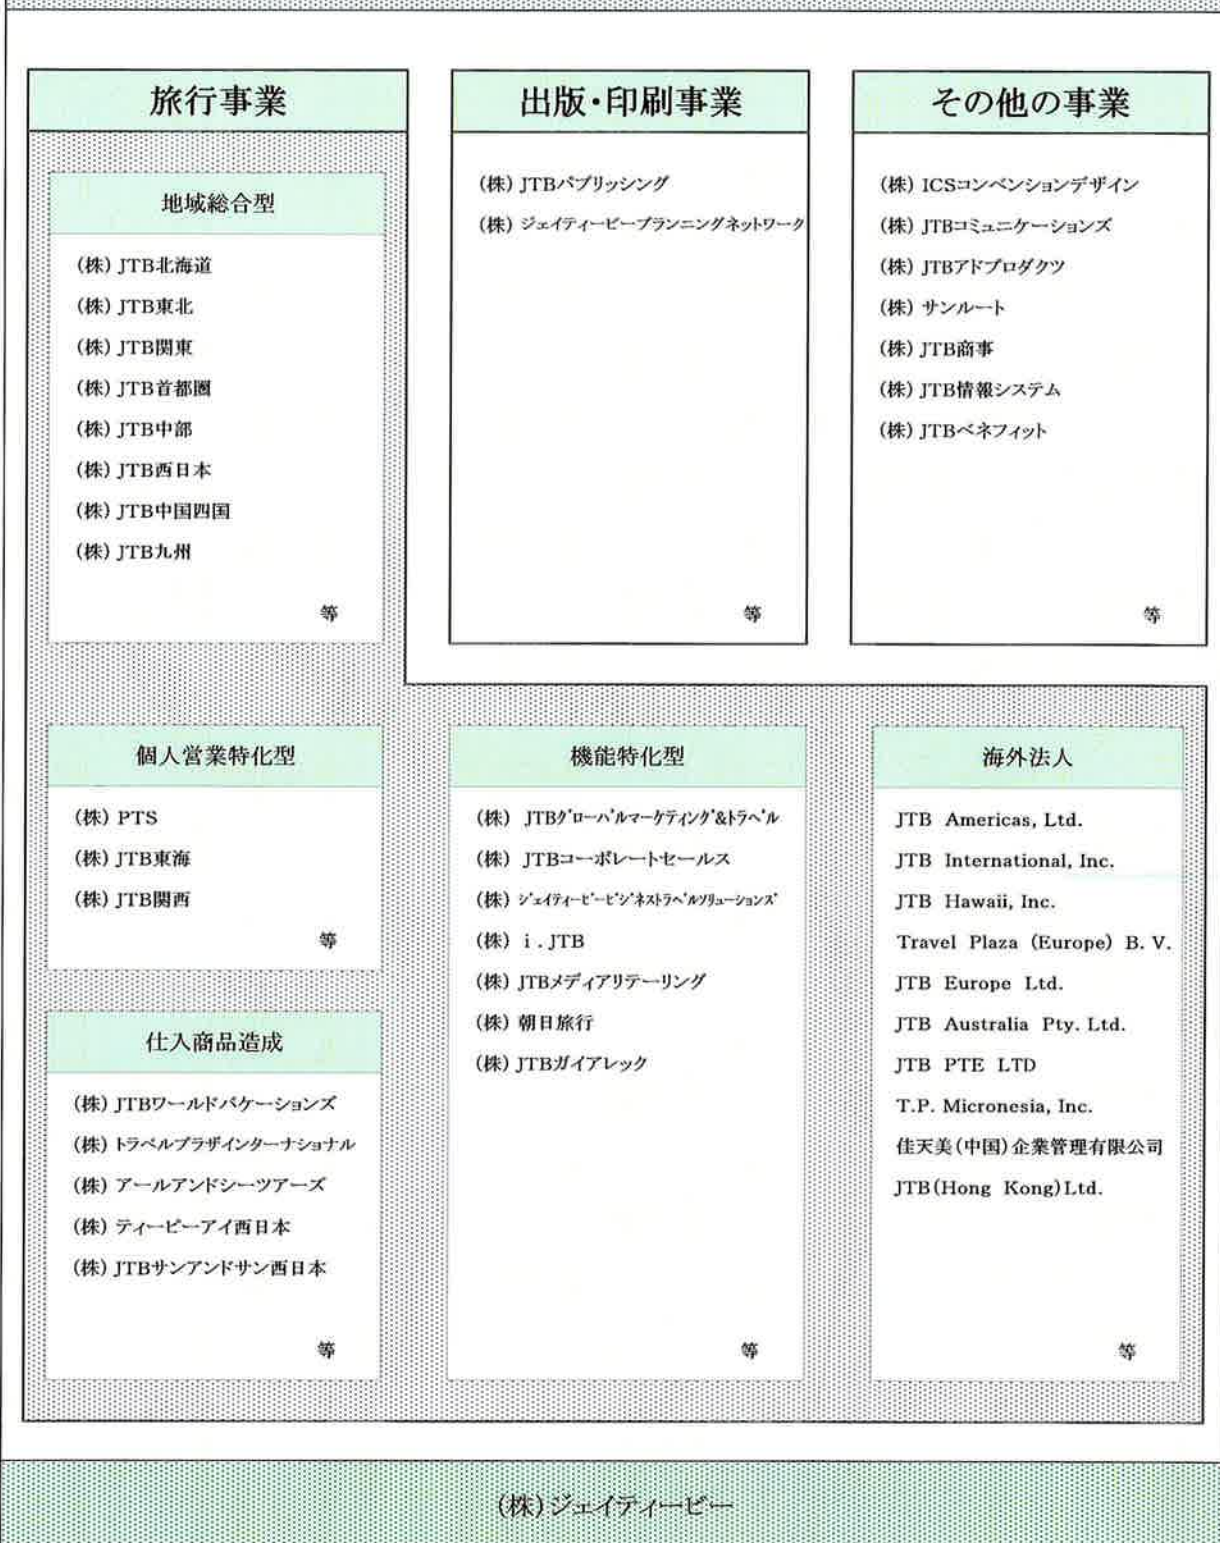 旅行事業
地域総合型
(株) JTB北海道
(株) JTB東北
(株) JTB関東
(株) JTB首都圏
(株) JTB中部
(株) JTB西日本
(株) JTB中国四国
(株) JTB九州
等
出版・印刷事業
(株) JTBパブリッシング
(株) ジェイティービープランニングネットワーク
等
その他の事業
(株) ICSコンベンションデザイン
(株) JTBコミュニケーションズ
(株) JTBアドプロダクツ
(株) サンルート
(株) JTB商事
(株) JTB情報システム
(株) JTBベネフィット
等
個人営業特化型
(株) PTS
(株) JTB東海
(株) JTB関西
等
仕入商品造成
(株) JTBワールドバケーションズ
(株) トラベルプラザインターナショナル
(株) アールアンドシーツアーズ
(株) ティーピーアイ西日本
(株) JTBサンアンドサン西日本
等
機能特化型
(株) JTBグローバルマーケティング&トラベル
(株) JTBコーポレートセールス
(株) ジェイティービービジネストラベルソリューションズ
(株) i.JTB
(株) JTBメディアリテーリング
(株) 朝日旅行
(株) JTBガイアレック
等
海外法人
JTB Americas, Ltd.
JTB International, Inc.
JTB Hawaii, Inc.
Travel Plaza (Europe) B. V.
JTB Europe Ltd.
JTB Australia Pty. Ltd.
JTB PTE LTD
T.P. Micronesia, Inc.
佳天美(中国)企業管理有限公司
JTB(Hong Kong)Ltd.
等
(株)ジェイティービー